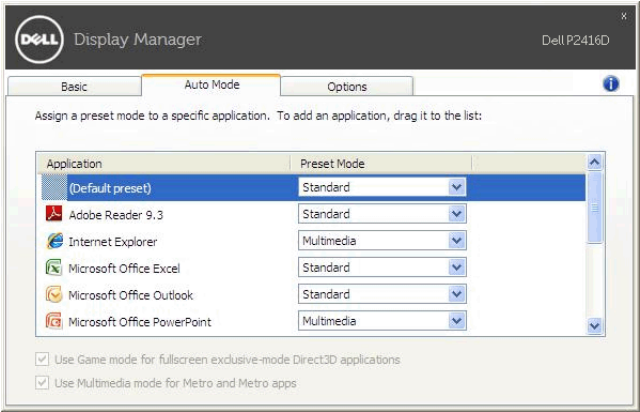 x
DELL Display Manager Dell P2416D
Basic Auto Mode Options i
Assign a preset mode to a specific application. To add an application, drag it to the list:
Application Preset Mode
(Default preset) Standard
Adobe Reader 9.3 Standard
Internet Explorer Multimedia
Microsoft Office Excel Standard
Microsoft Office Outlook Standard
Microsoft Office PowerPoint Multimedia
Use Game mode for fullscreen exclusive-mode Direct3D applications
Use Multimedia mode for Metro and Metro apps